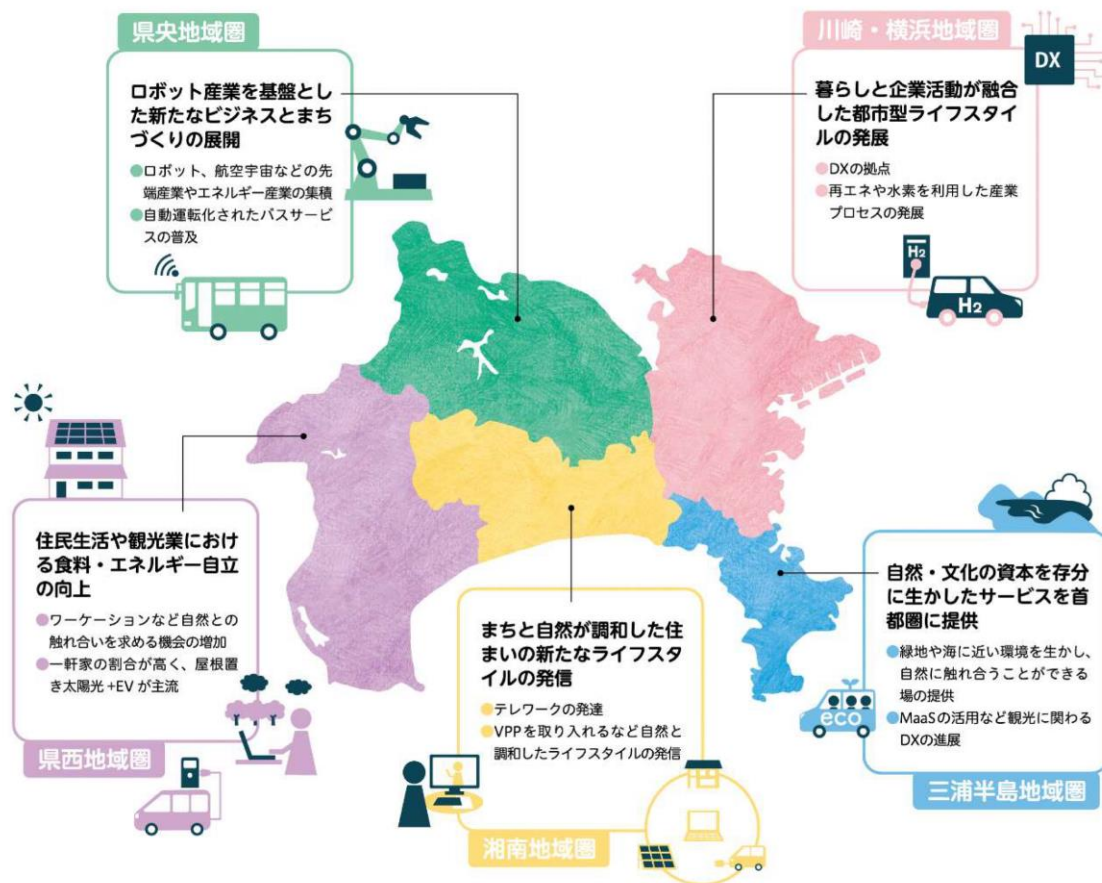 県央地域圏
ロボット産業を基盤とし
た新たなビジネスとまち
づくりの展開
●ロボット、航空宇宙などの先
端産業やエネルギー産業の集積
●自動運転化されたバスサービ
スの普及
川崎・横浜地域圏
DX
暮らしと企業活動が融合
した都市型ライフスタイ
ルの発展
●DXの拠点
●再エネや水素を利用した産業
プロセスの発展
H2
H2
住民生活や観光業における
食料・エネルギー自立
の向上
●ワーケーションなど自然との
触れ合いを求める機会の増加
●一軒家の割合が高く、屋根置
き太陽光+EVが主流
県西地域圏
まちと自然が調和した住
まいの新たなライフスタ
イルの発信
●テレワークの発達
●VPPを取り入れるなど自然と
調和したライフスタイルの発信
湘南地域圏
自然・文化の資本を存分
に生かしたサービスを首
都圏に提供
●緑地や海に近い環境を生かし、
自然に触れ合うことができる
場の提供
●MaaSの活用など観光に関わる
DXの進展
eco
三浦半島地域圏